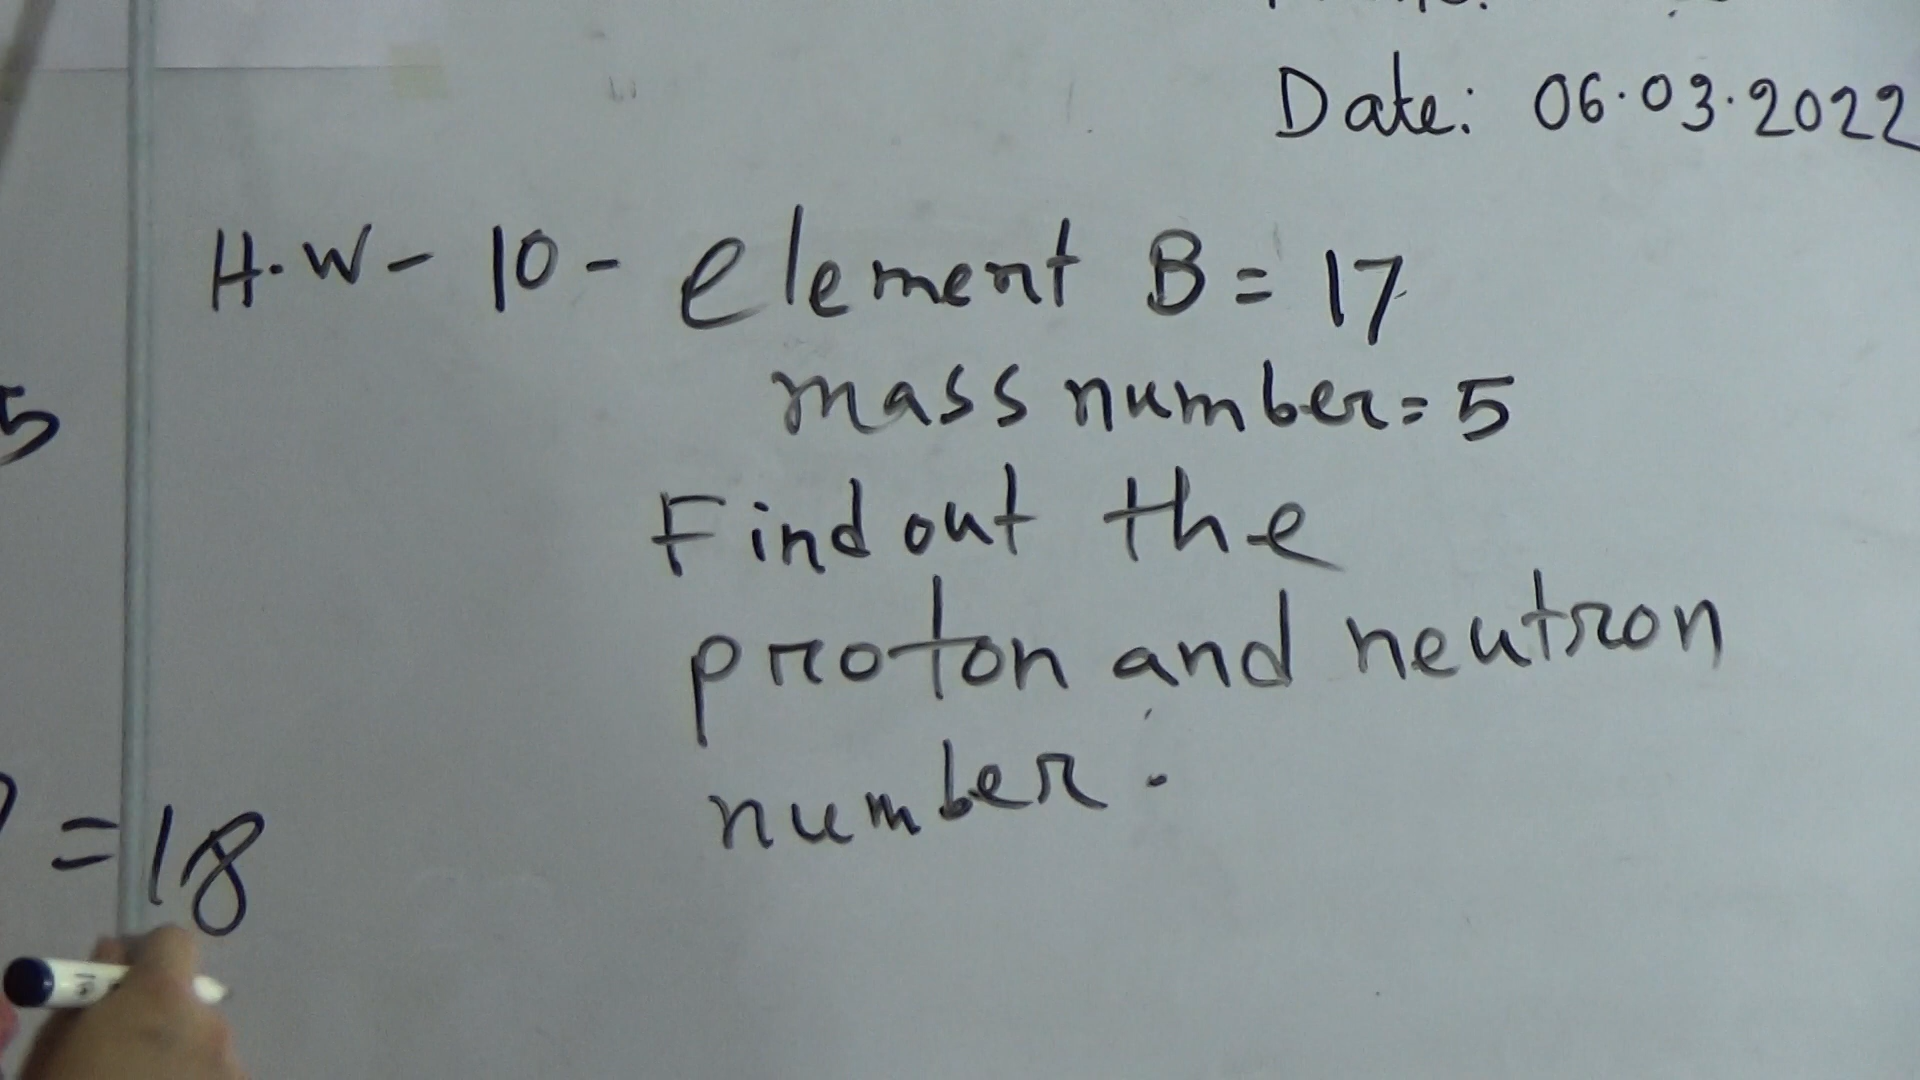 Date: 06.03.2022
H.W- 10- element B = 17
mass number = 5
5
Find out the
proton and neutron
number.
= 18